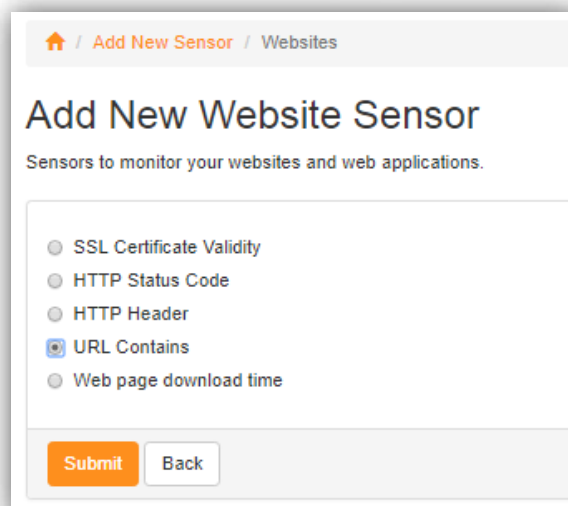 / Add New Sensor / Websites
Add New Website Sensor
Sensors to monitor your websites and web applications.
SSL Certificate Validity
HTTP Status Code
HTTP Header
URL Contains
Web page download time
Submit Back